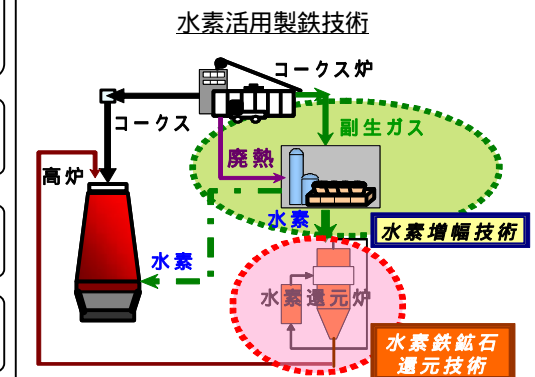 水素活用製鉄技術
コークス炉
コークス
副生ガス
廃熱
高炉
水素
水素増幅技術
水素
水素還元炉
水素鉄鉱石
還元技術